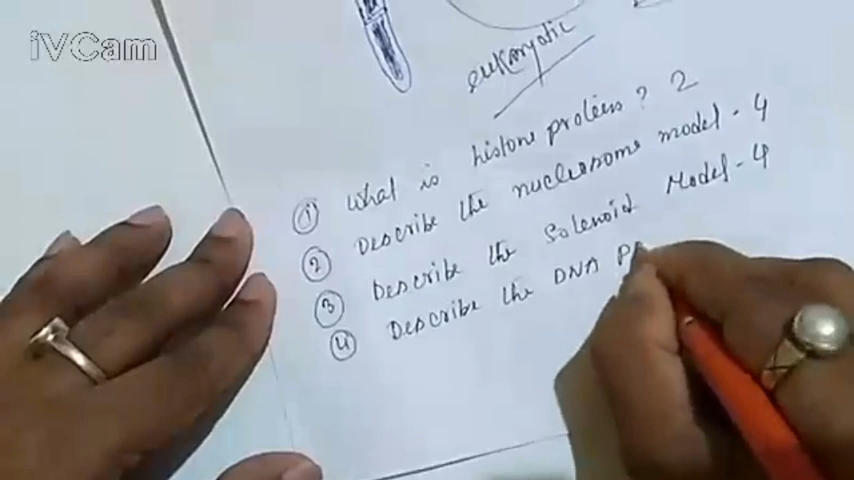 iVCam
eukaryotic
① What is histone proteins? 2
② Describe the nucleosome model - 4
③ Describe the Solenoid Model - 4
④ Describe the DNA